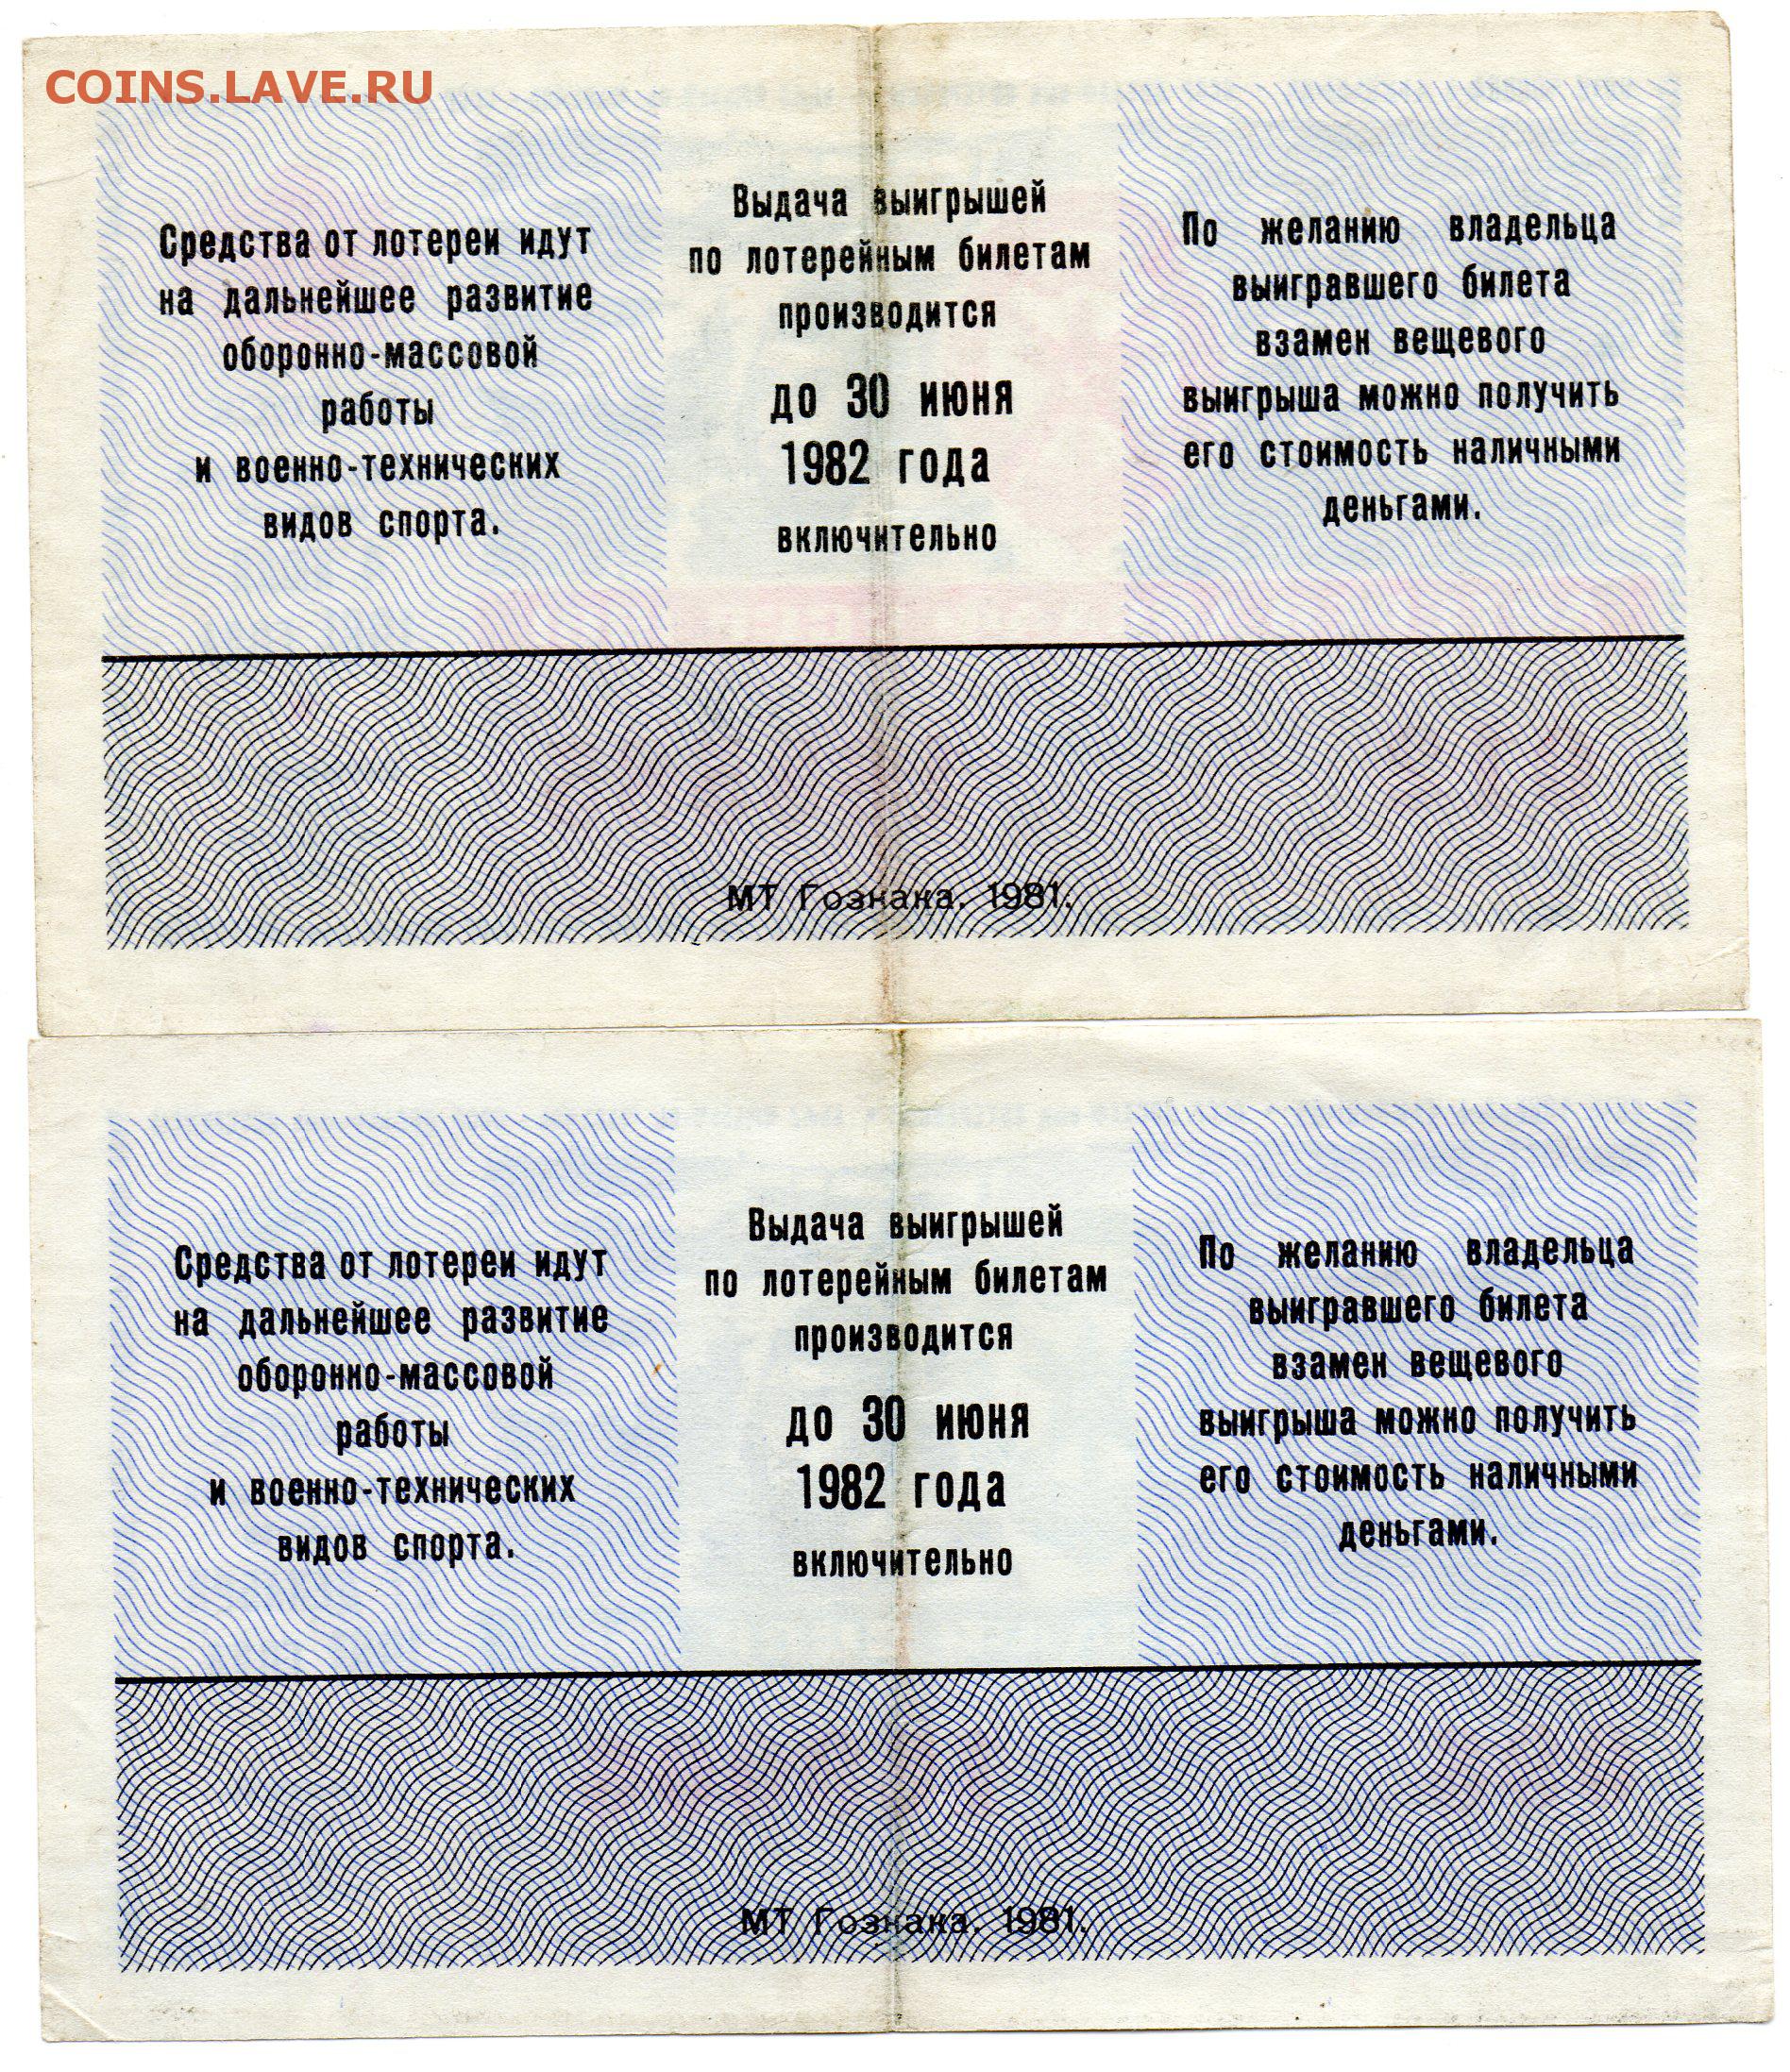 COINS.LAVE.RU
Средства от лотереи идут
на дальнейшее развитие
оборонно-массовой
работы
и военно-технических
видов спорта.
Выдача выигрышей
по лотерейным билетам
производится
до 30 июня
1982 года
включительно
По желанию владельца
выигравшего билета
взамен вещевого
выигрыша можно получить
его стоимость наличными
деньгами.
МТ Гознака. 1981.
Средства от лотереи идут
на дальнейшее развитие
оборонно-массовой
работы
и военно-технических
видов спорта.
Выдача выигрышей
по лотерейным билетам
производится
до 30 июня
1982 года
включительно
По желанию владельца
выигравшего билета
взамен вещевого
выигрыша можно получить
его стоимость наличными
деньгами.
МТ Гознака. 1981.